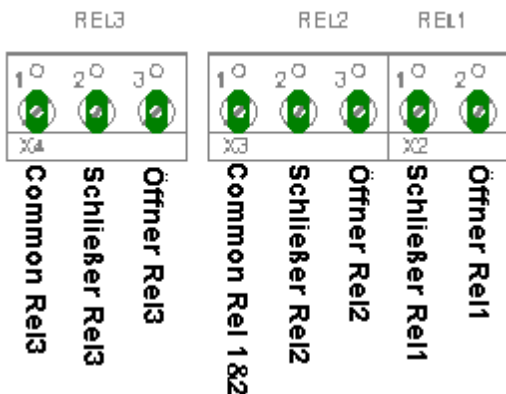 REL3 REL2 REL1
1 2 3 1 2 3 1 2
X4 X3 X2
Common Rel3
Schließer Rel3
Öffner Rel3
Common Rel 1&2
Schließer Rel2
Öffner Rel2
Schließer Rel1
Öffner Rel1